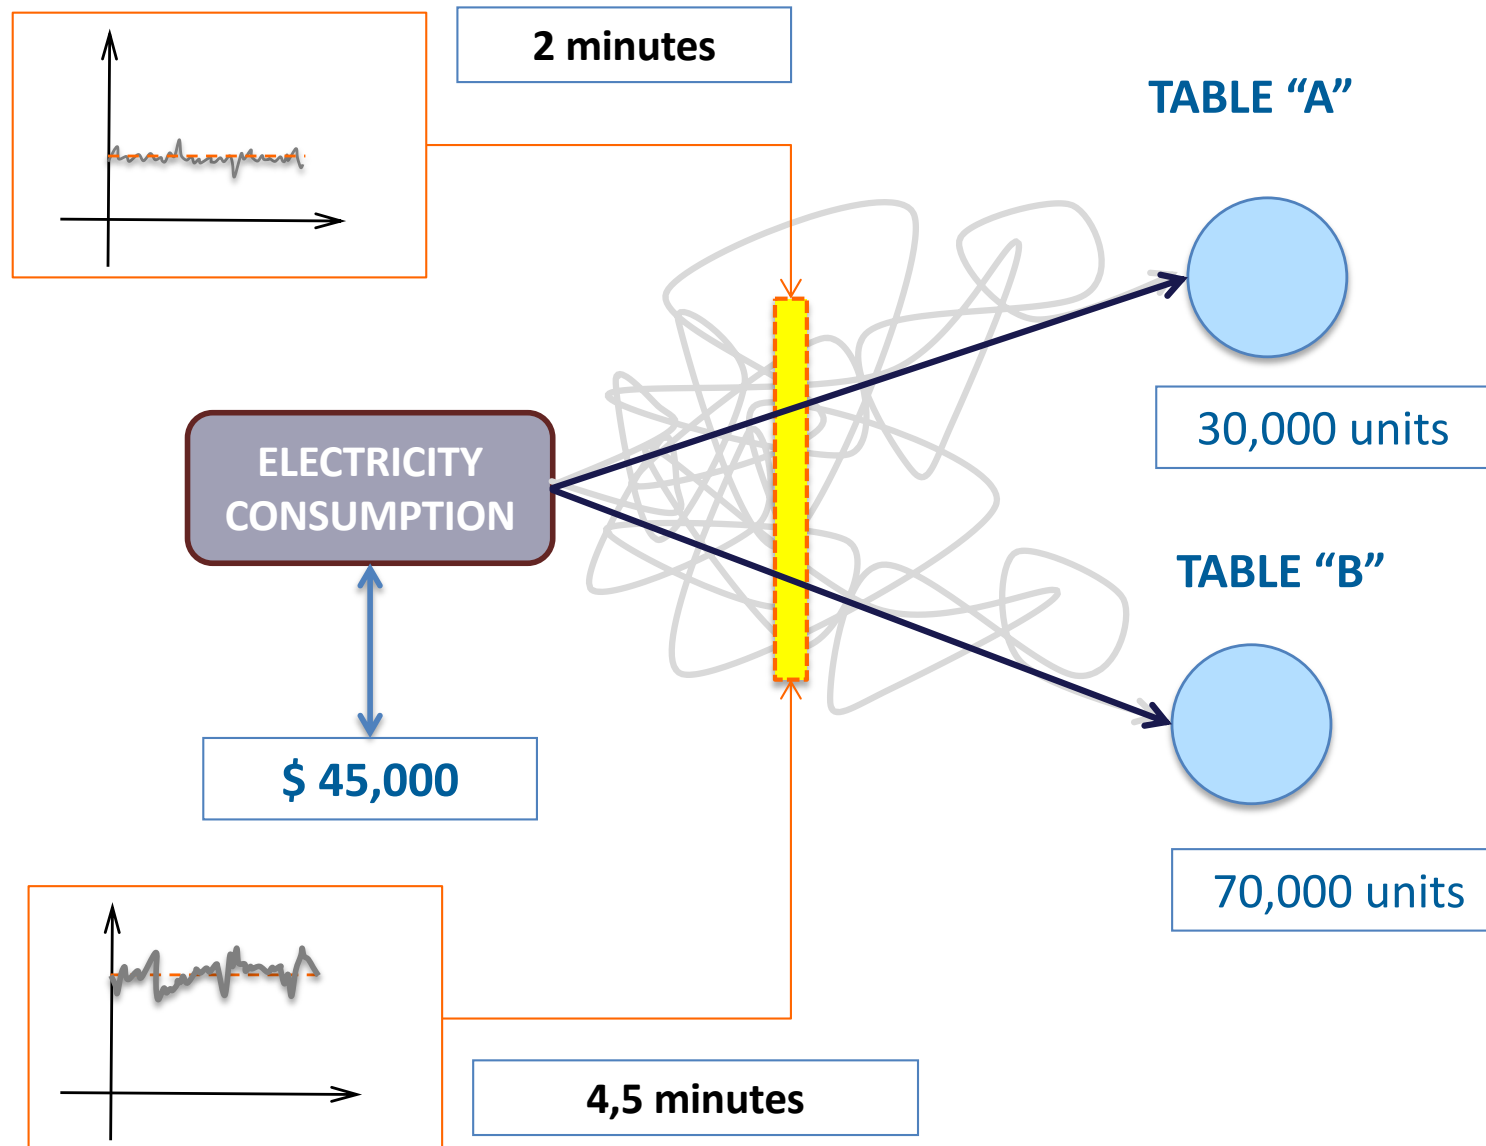 2 minutes
TABLE “A”
30,000 units
ELECTRICITY
CONSUMPTION
TABLE “B”
$ 45,000
70,000 units
4,5 minutes